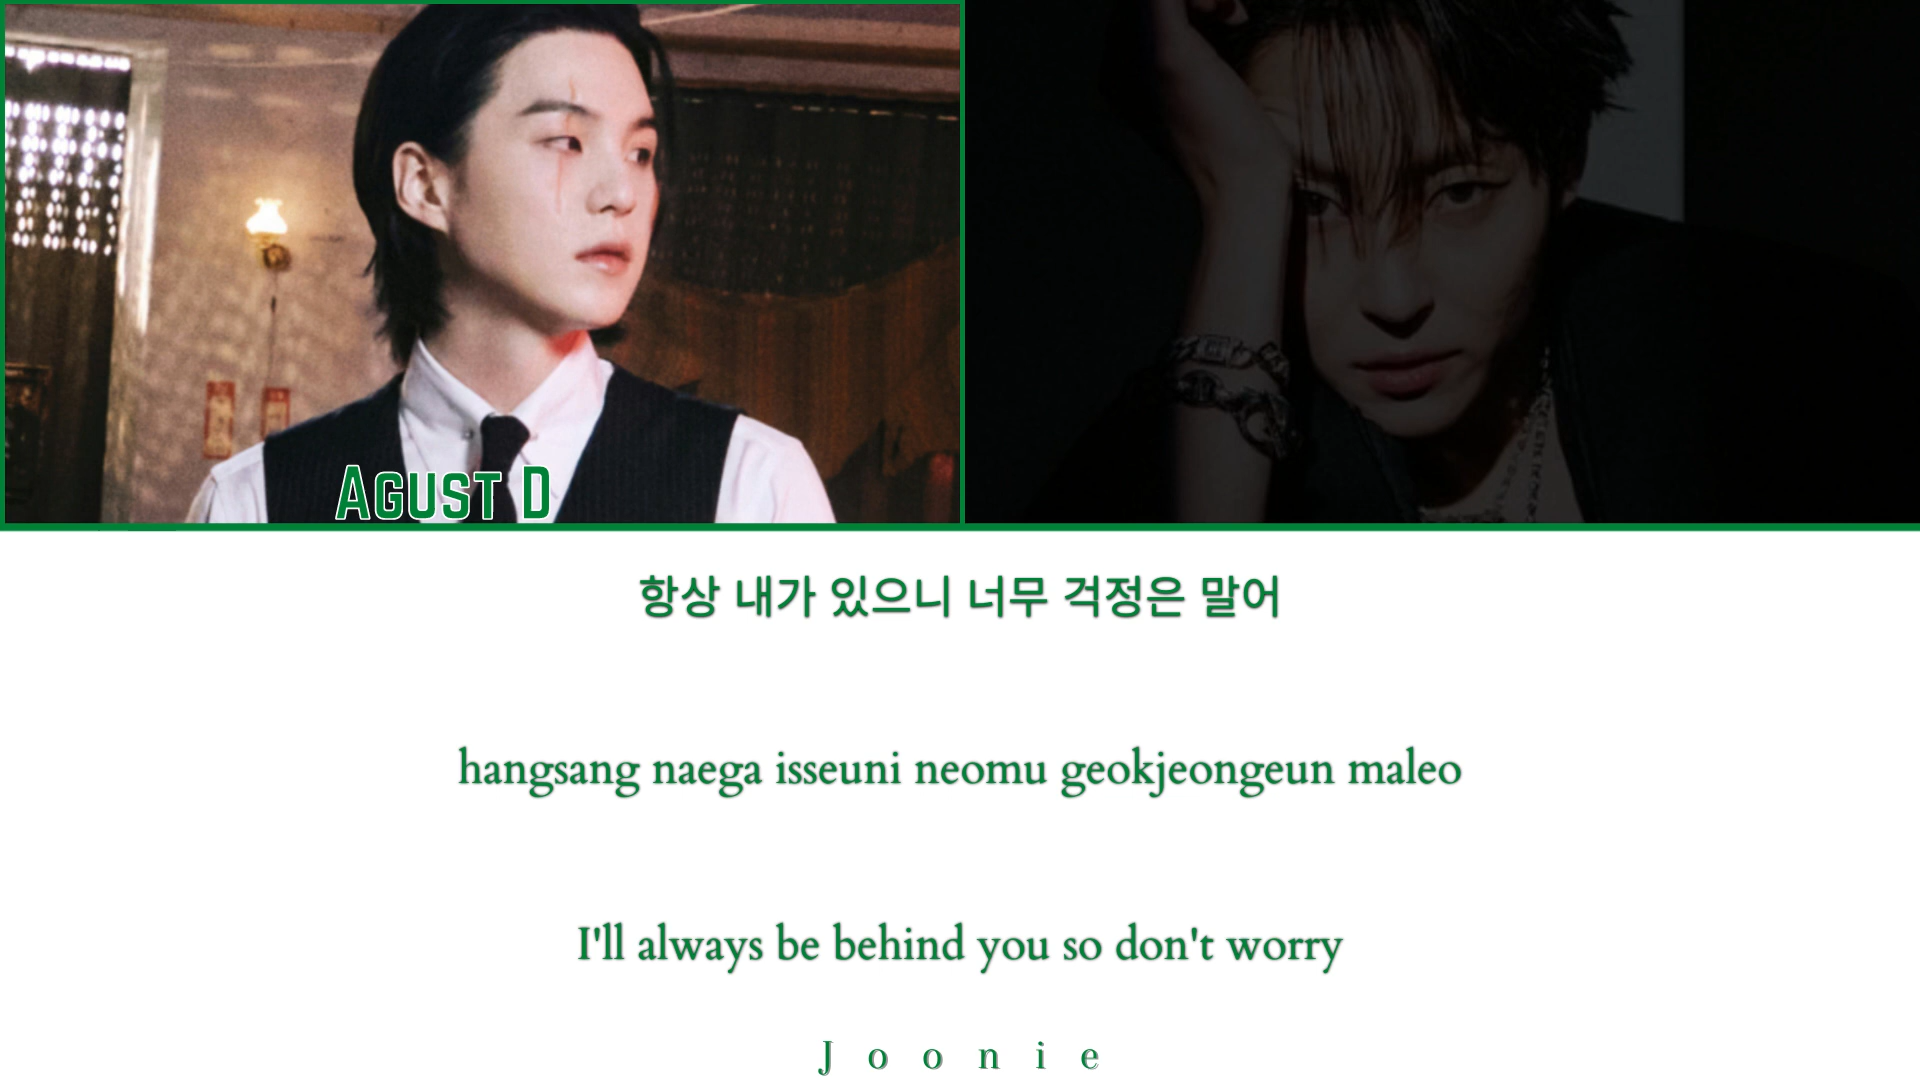 Agust D
항상 내가 있으니 너무 걱정은 말어
hangsang naega isseuni neomu geokjeongeun maleo
I'll always be behind you so don't worry
Joonie